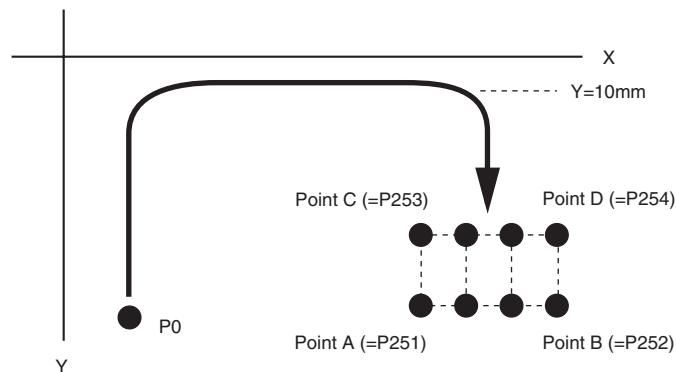 X
Y=10mm
Point C (=P253)
Point D (=P254)
P0
Point A (=P251)
Point B (=P252)
Y